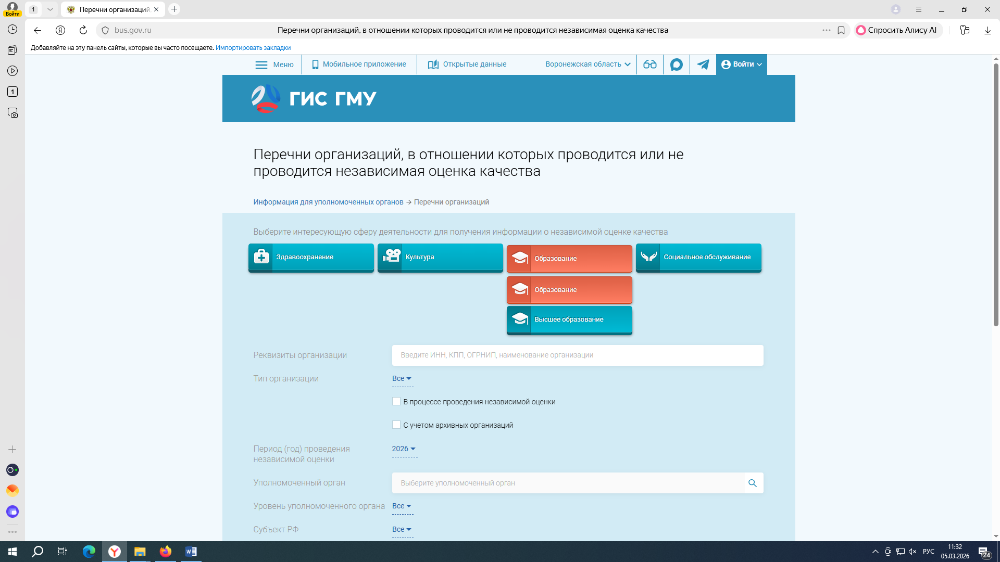 Войти
1
Перечни организаций,
bus.gov.ru
Перечни организаций, в отношении которых проводится или не проводится независимая оценка качества
Спросить Алису AI
Добавляйте на эту панель сайты, которые вы часто посещаете. Импортировать закладки
1
Меню
Мобильное приложение
Открытые данные
Воронежская область
Войти
ГИС ГМУ
Перечни организаций, в отношении которых проводится или не
проводится независимая оценка качества
Информация для уполномоченных органов → Перечни организаций
Выберите интересующую сферу деятельности для получения информации о независимой оценке качества
Здравоохранение
Культура
Образование
Социальное обслуживание
Образование
Высшее образование
Реквизиты организации
Введите ИНН, КПП, ОГРНИП, наименование организации
Тип организации
Все
В процессе проведения независимой оценки
С учетом архивных организаций
Период (год) проведения
независимой оценки
2026
Уполномоченный орган
Выберите уполномоченный орган
Уровень уполномоченного органа
Все
Субъект РФ
Все
РУС
11:32
05.03.2026
24